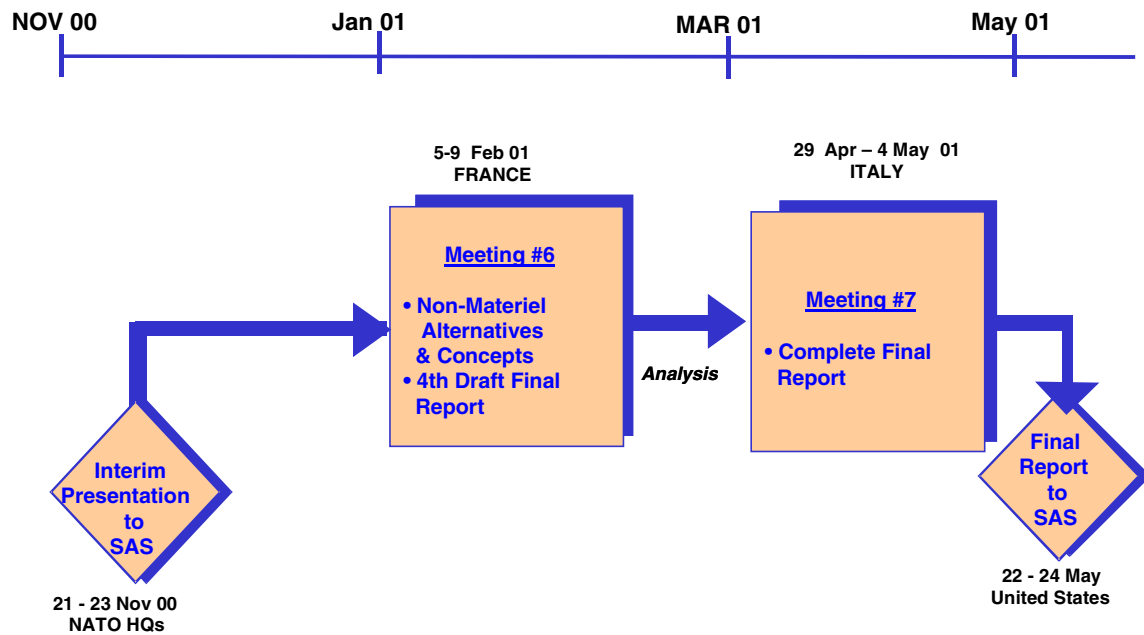 NOV 00
Jan 01
MAR 01
May 01
5-9 Feb 01
FRANCE
29 Apr – 4 May 01
ITALY
Meeting #6
• Non-Materiel
Alternatives
& Concepts
• 4th Draft Final
Report
Analysis
Meeting #7
• Complete Final
Report
Interim
Presentation
to
SAS
21 - 23 Nov 00
NATO HQs
Final
Report
to
SAS
22 - 24 May
United States